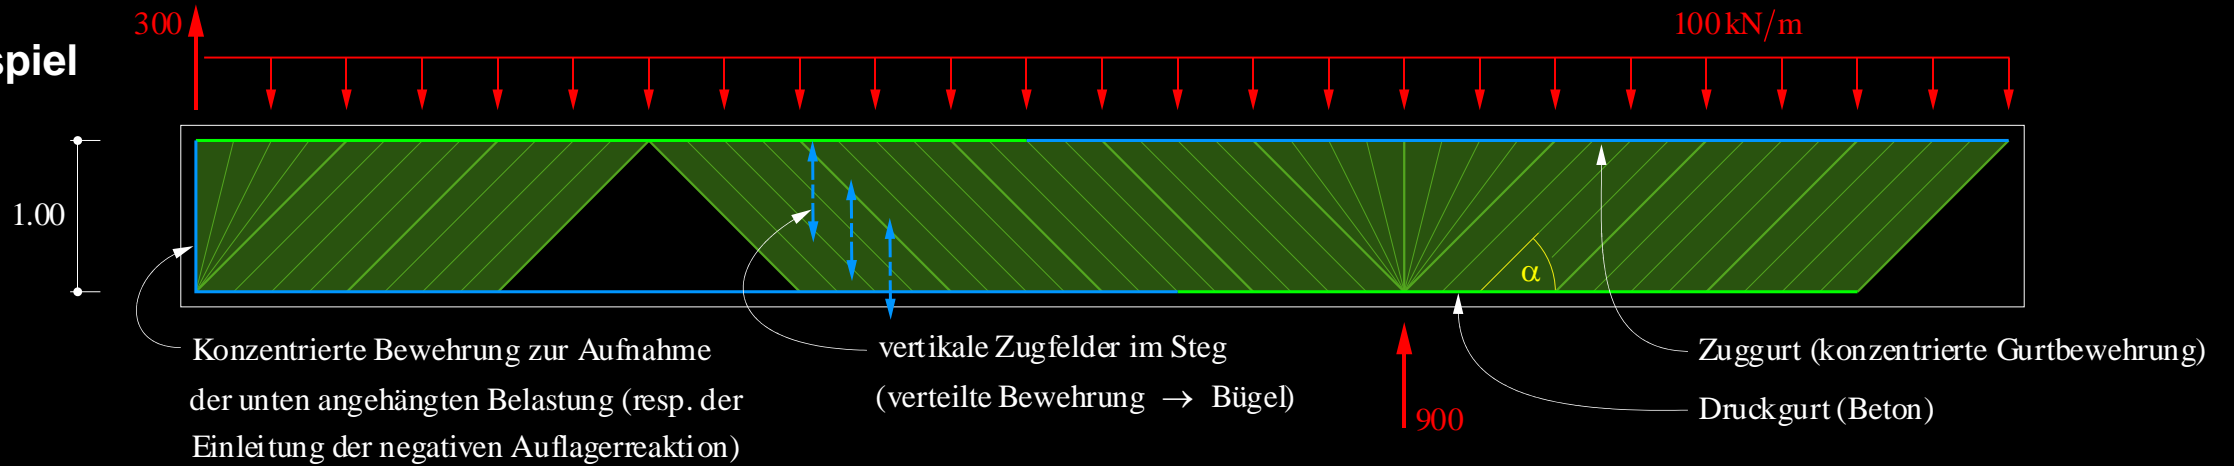 300
100 kN/m
spiel
1.00
α
Konzentrierte Bewehrung zur Aufnahme
der unten angehängten Belastung (resp. der
Einleitung der negativen Auflagerreaktion)
vertikale Zugfelder im Steg
(verteilte Bewehrung → Bügel)
900
Zuggurt (konzentrierte Gurtbewehrung)
Druckgurt (Beton)